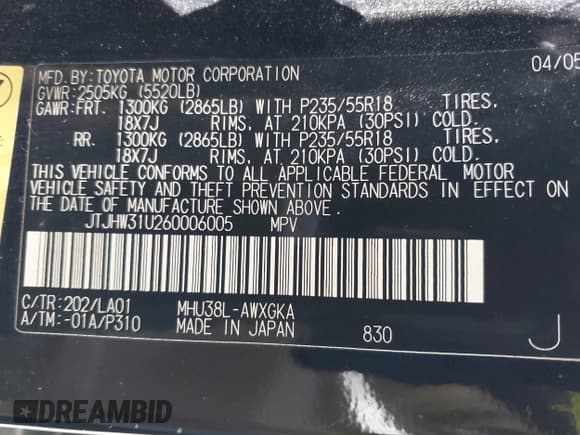 MFD.BY:TOYOTA MOTOR CORPORATION 04/05
GVWR:2505KG (5520LB)
GAWR:FRT. 1300KG (2865LB) WITH P235/55R18 TIRES,
" 18X7J RIMS, AT 210KPA (30PSI) COLD.
RR. 1300KG (2865LB) WITH P235/55R18 TIRES,
" 18X7J RIMS, AT 210KPA (30PSI) COLD.
THIS VEHICLE CONFORMS TO ALL APPLICABLE FEDERAL MOTOR
VEHICLE SAFETY AND THEFT PREVENTION STANDARDS IN EFFECT ON
THE DATE OF MANUFACTURE SHOWN ABOVE.
JTJHW31U260006005 MPV
C/TR:202/LA01 MHU38L-AWXGKA
A/TM:-01A/P310 MADE IN JAPAN 830 J
DREAMBID